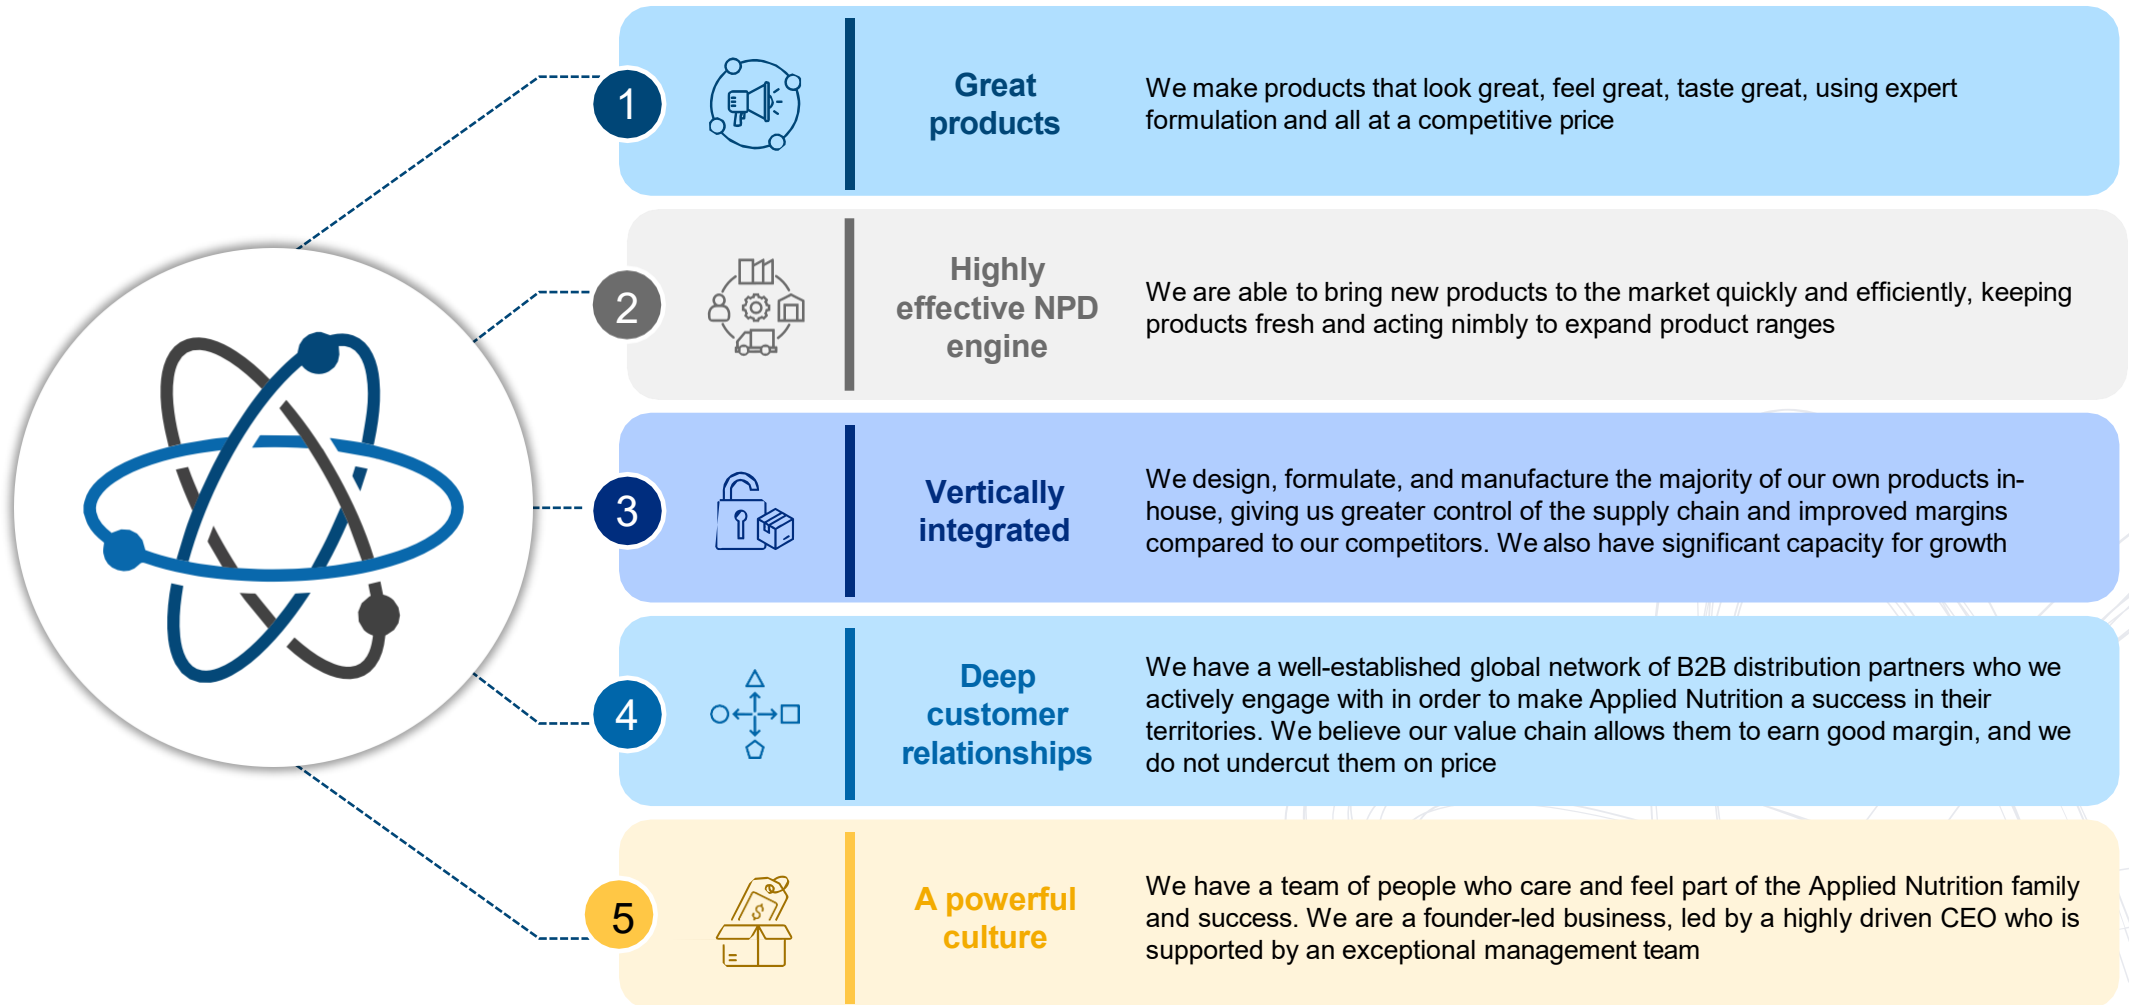 1
Great
products
We make products that look great, feel great, taste great, using expert
formulation and all at a competitive price
2
Highly
effective NPD
engine
We are able to bring new products to the market quickly and efficiently, keeping
products fresh and acting nimbly to expand product ranges
3
Vertically
integrated
We design, formulate, and manufacture the majority of our own products in-
house, giving us greater control of the supply chain and improved margins
compared to our competitors. We also have significant capacity for growth
4
Deep
customer
relationships
We have a well-established global network of B2B distribution partners who we
actively engage with in order to make Applied Nutrition a success in their
territories. We believe our value chain allows them to earn good margin, and we
do not undercut them on price
5
$
A powerful
culture
We have a team of people who care and feel part of the Applied Nutrition family
and success. We are a founder-led business, led by a highly driven CEO who is
supported by an exceptional management team